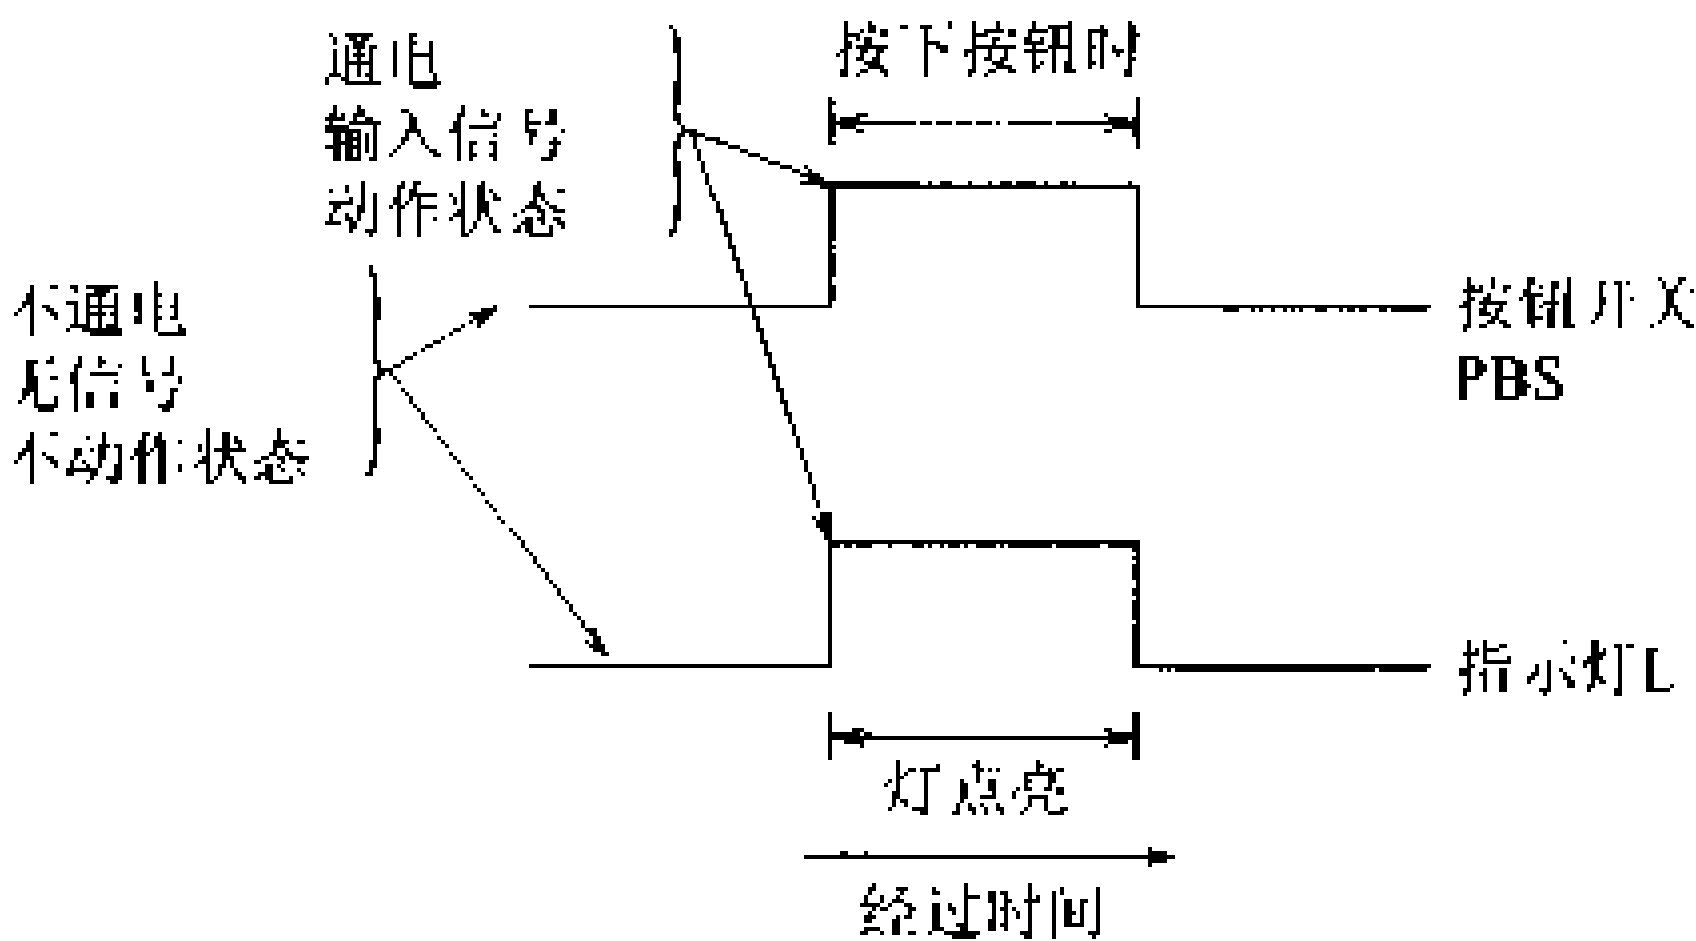 通电
输入信号
动作状态
按下按钮时
不通电
无信号
不动作状态
按钮开关
PBS
指示灯L
灯点亮
经过时间